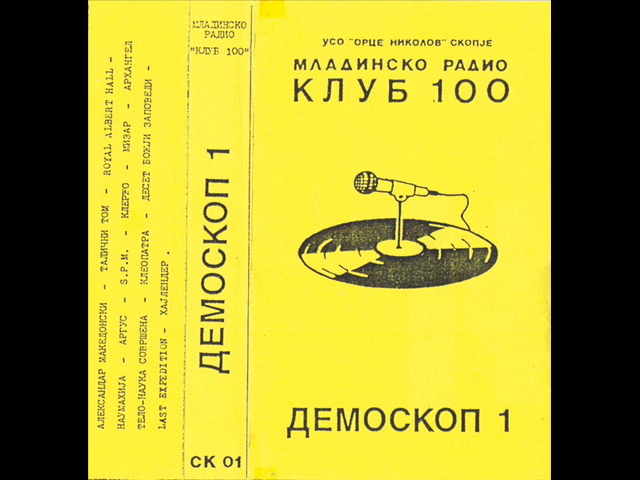 АЛЕКСАНДАР МАКЕДОНСКИ - ТАЛИЧНИ ТОМ - ROYAL ALBERT HALL -
НАУМАХИЈА - АРГУС - S.P.M. - КЛЕРЖО - МИЗАР - АРХАНГЕЛ
ТЕЛО-НАУКА СОВРШЕНА - КЛЕОПАТРА - ДЕСЕТ БОЖЈИ ЗАПОВЕДИ -
LAST EXPEDITION - ХАЈЛЕНДЕР.
МЛАДИНСКО
РАДИО
"КЛУБ 100"
ДЕМОСКОП 1
СК 01
УСО "ОРЦЕ НИКОЛОВ" СКОПЈЕ
МЛАДИНСКО РАДИО
КЛУБ 100
ДЕМОСКОП 1